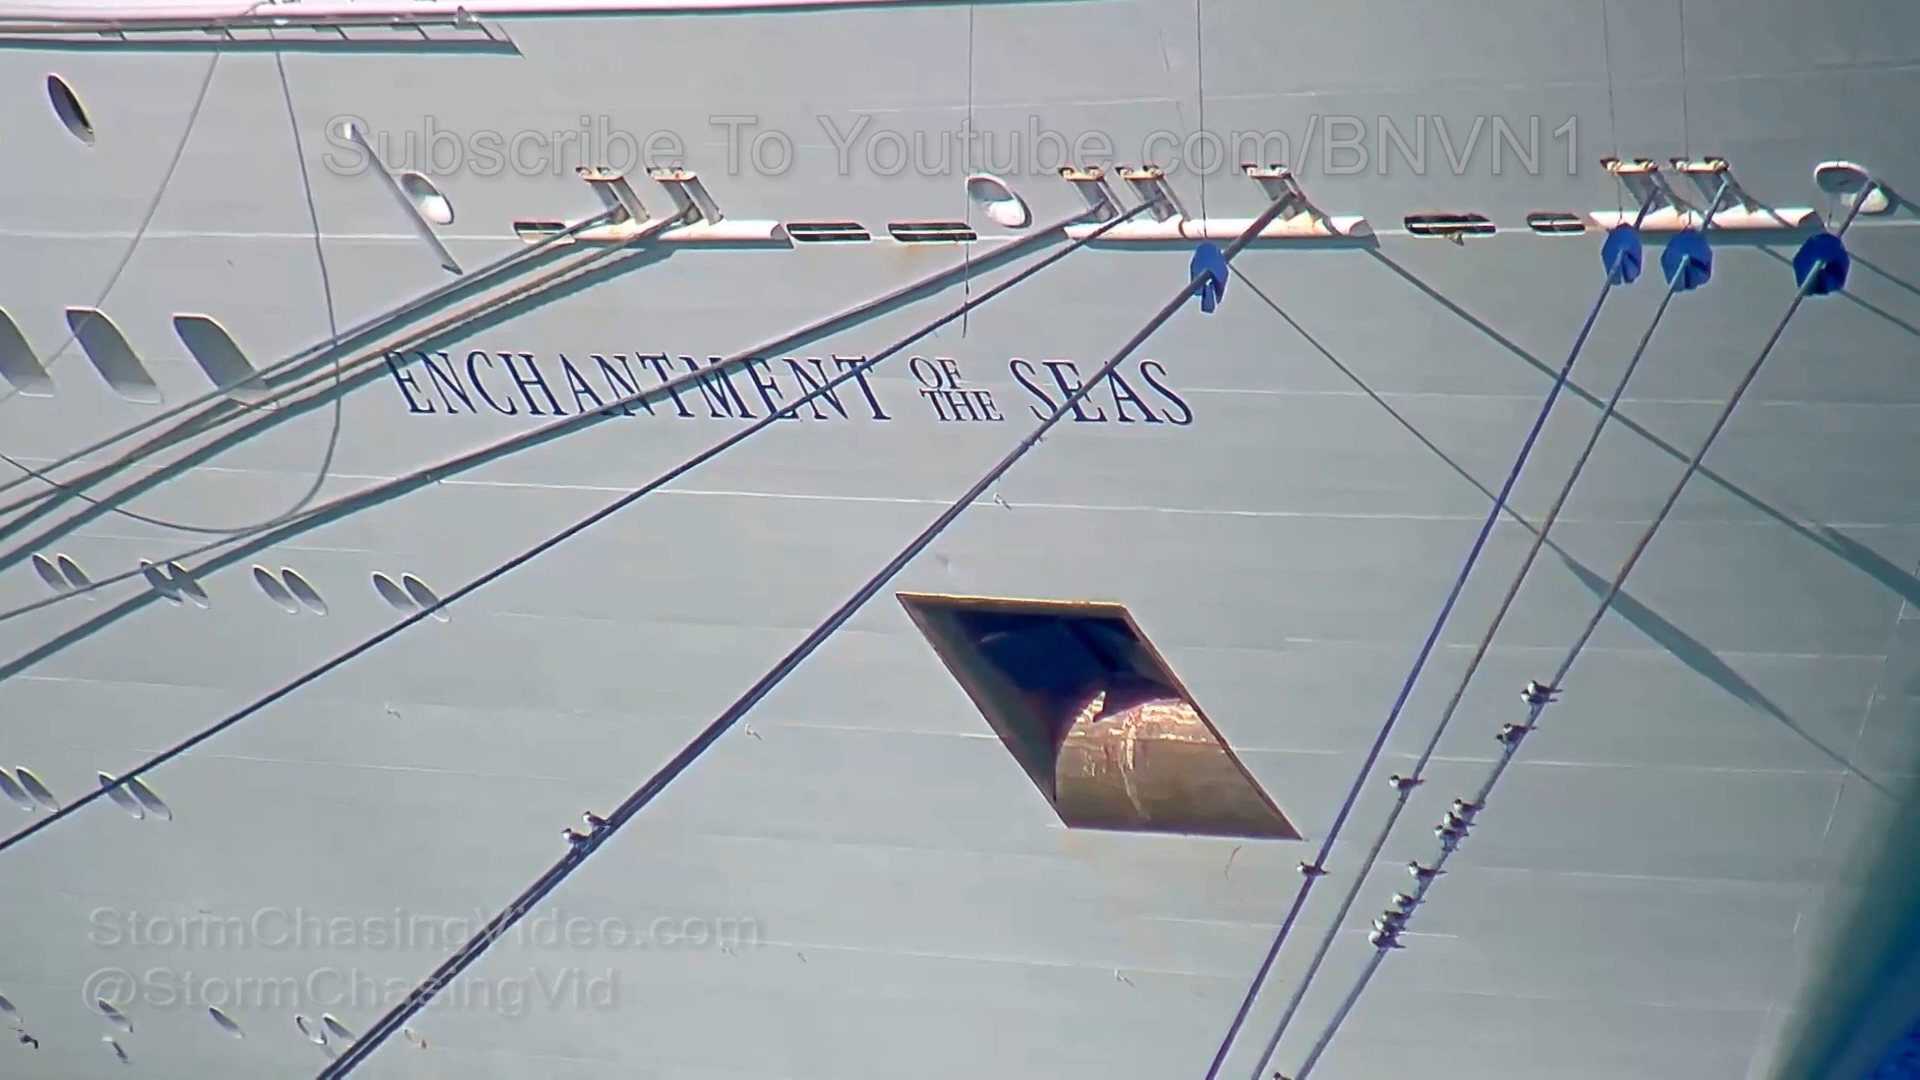 Subscribe To Youtube.com/BNVN1
ENCHANTMENT OF THE SEAS
StormChasingVideo.com
@StormChasingVid